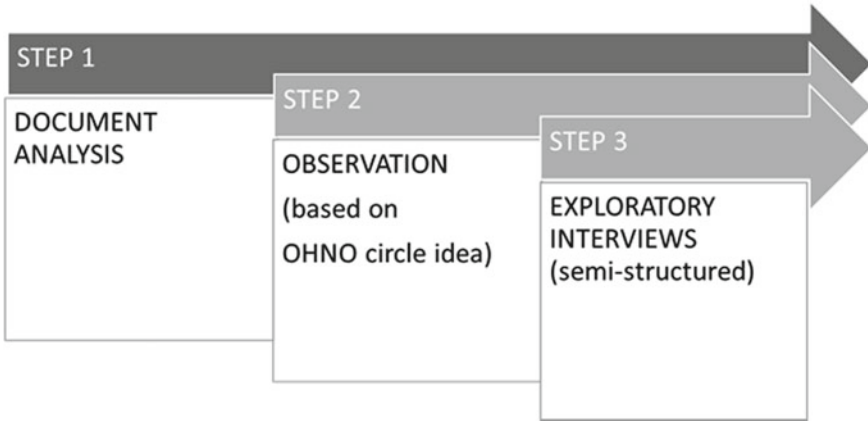 STEP 1
DOCUMENT
ANALYSIS
STEP 2
OBSERVATION
(based on
OHNO circle idea)
STEP 3
EXPLORATORY
INTERVIEWS
(semi-structured)